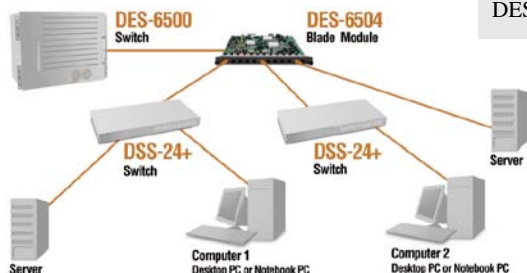 DES-6500
Switch
DES-6504
Blade Module
DES
DSS-24+
Switch
DSS-24+
Switch
Server
Server
Computer 1
Desktop PC or Notebook PC
Computer 2
Desktop PC or Notebook PC